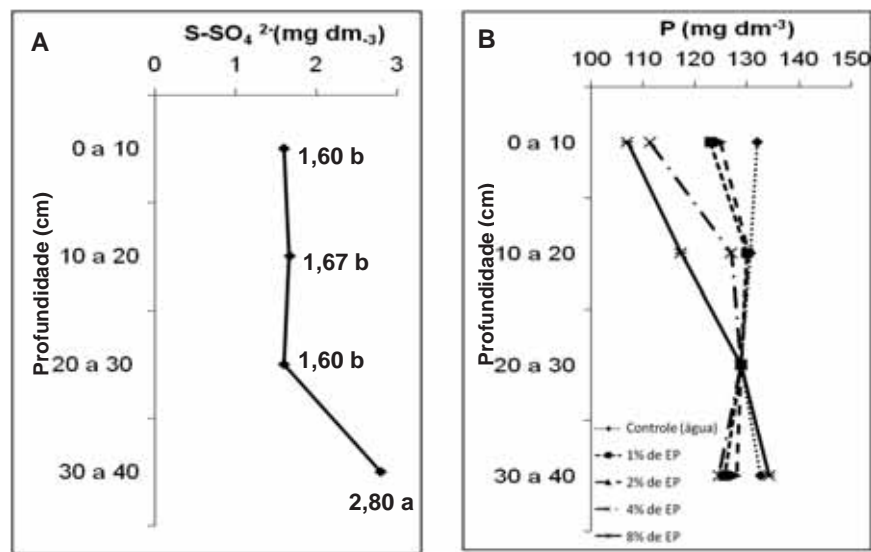 A
S-SO₄ ²⁻(mg dm₋₃)
0 1 2 3
Profundidade (cm)
0 a 10
10 a 20
20 a 30
30 a 40
1,60 b
1,67 b
1,60 b
2,80 a
B
P (mg dm⁻³)
100 110 120 130 140 150
Profundidade (cm)
0 a 10
10 a 20
20 a 30
30 a 40
Controle (água)
1% de EP
2% de EP
4% de EP
8% de EP